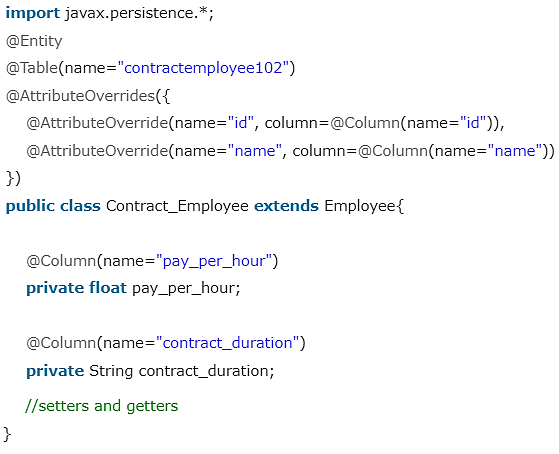 import javax.persistence.*;
@Entity
@Table(name="contractemployee102")
@AttributeOverrides({
@AttributeOverride(name="id", column=@Column(name="id")),
@AttributeOverride(name="name", column=@Column(name="name"))
})
public class Contract_Employee extends Employee{
@Column(name="pay_per_hour")
private float pay_per_hour;
@Column(name="contract_duration")
private String contract_duration;
//setters and getters
}